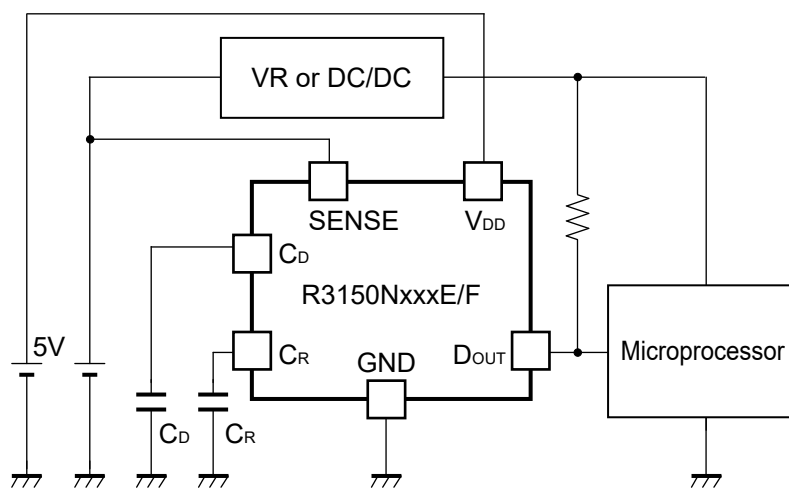 VR or DC/DC
SENSE
VDD
CD
R3150NxxxE/F
5V
CR
GND
DOUT
Microprocessor
CD
CR